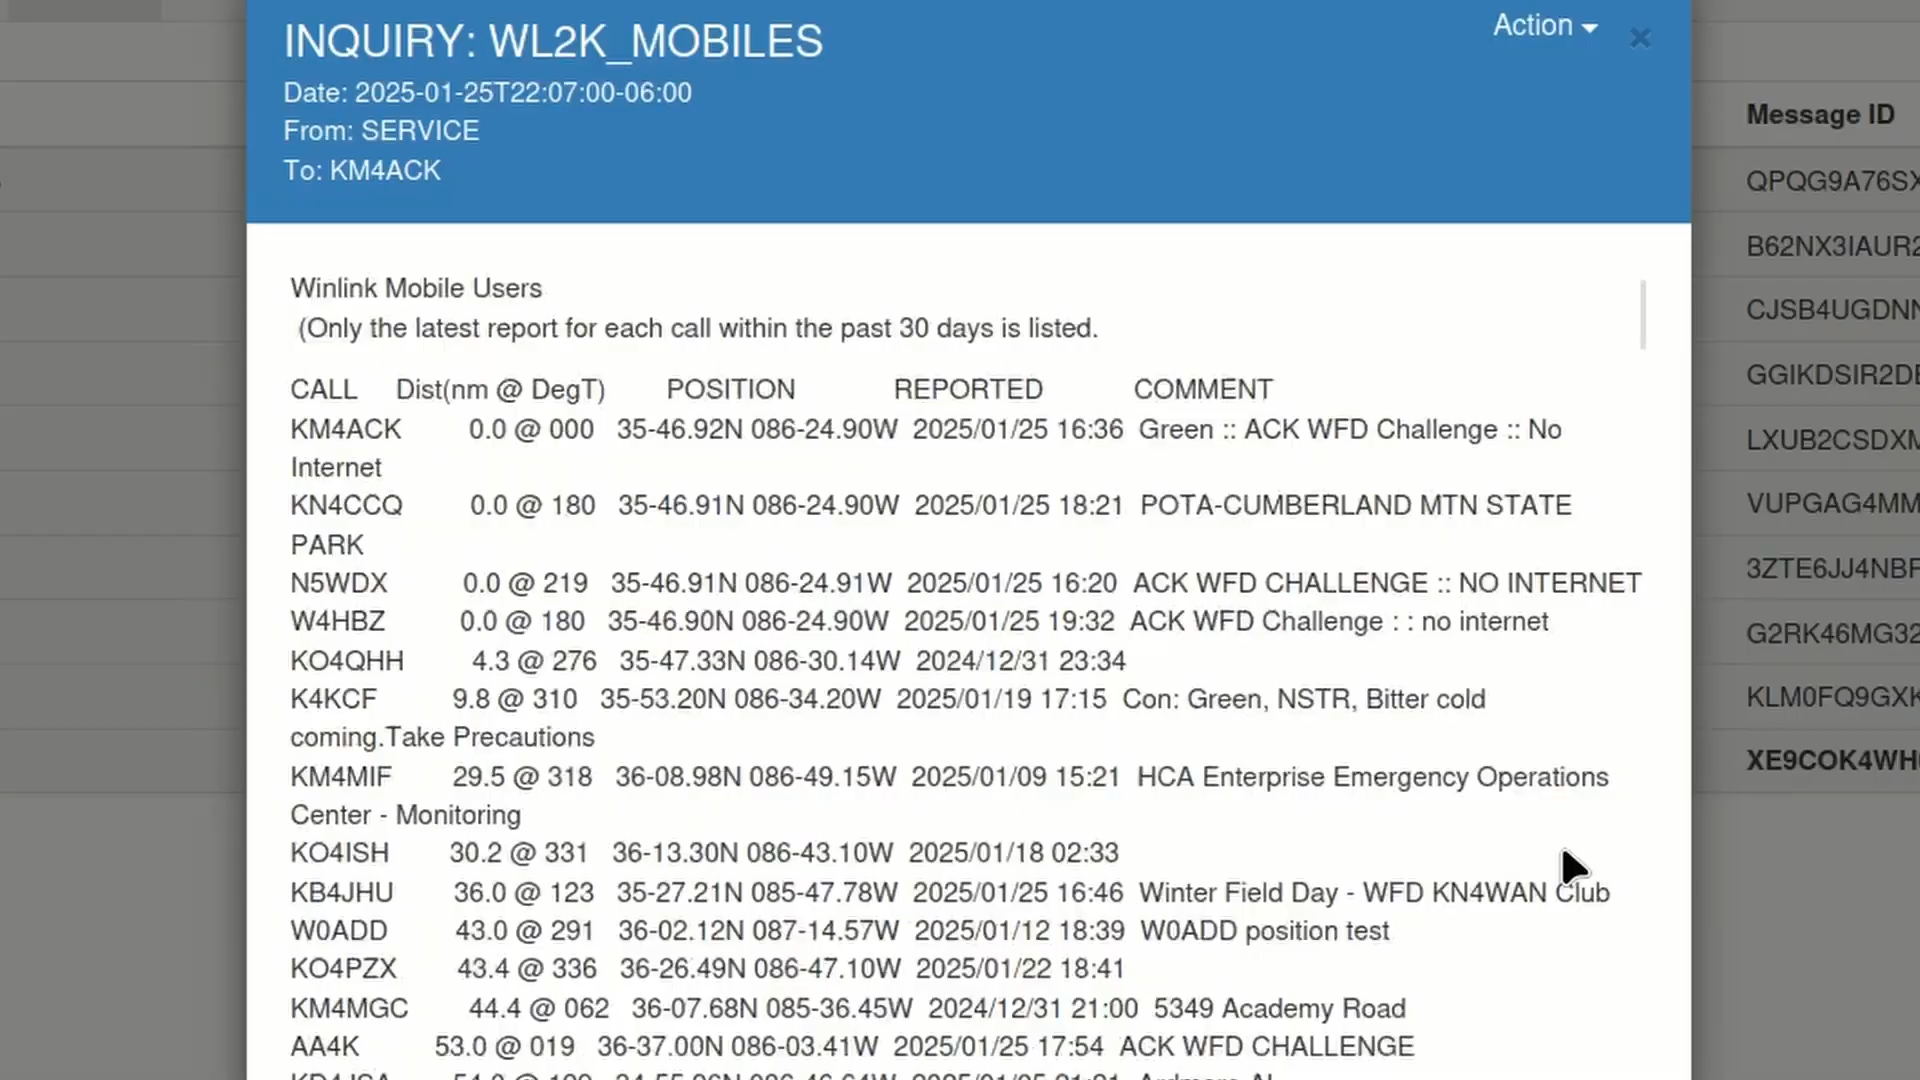 INQUIRY: WL2K_MOBILES
Action
×
Date: 2025-01-25T22:07:00-06:00
From: SERVICE
To: KM4ACK
Message ID
QPQG9A76SX
B62NX3IAUR2
CJSB4UGDNN
GGIKDSIR2DE
LXUB2CSDXM
VUPGAG4MM
3ZTE6JJ4NBF
G2RK46MG32
KLM0FQ9GXK
XE9COK4WH
Winlink Mobile Users
(Only the latest report for each call within the past 30 days is listed.
CALL Dist(nm @ DegT) POSITION REPORTED COMMENT
KM4ACK 0.0 @ 000 35-46.92N 086-24.90W 2025/01/25 16:36 Green :: ACK WFD Challenge :: No
Internet
KN4CCQ 0.0 @ 180 35-46.91N 086-24.90W 2025/01/25 18:21 POTA-CUMBERLAND MTN STATE
PARK
N5WDX 0.0 @ 219 35-46.91N 086-24.91W 2025/01/25 16:20 ACK WFD CHALLENGE :: NO INTERNET
W4HBZ 0.0 @ 180 35-46.90N 086-24.90W 2025/01/25 19:32 ACK WFD Challenge : : no internet
KO4QHH 4.3 @ 276 35-47.33N 086-30.14W 2024/12/31 23:34
K4KCF 9.8 @ 310 35-53.20N 086-34.20W 2025/01/19 17:15 Con: Green, NSTR, Bitter cold
coming.Take Precautions
KM4MIF 29.5 @ 318 36-08.98N 086-49.15W 2025/01/09 15:21 HCA Enterprise Emergency Operations
Center - Monitoring
KO4ISH 30.2 @ 331 36-13.30N 086-43.10W 2025/01/18 02:33
KB4JHU 36.0 @ 123 35-27.21N 085-47.78W 2025/01/25 16:46 Winter Field Day - WFD KN4WAN Club
W0ADD 43.0 @ 291 36-02.12N 087-14.57W 2025/01/12 18:39 W0ADD position test
KO4PZX 43.4 @ 336 36-26.49N 086-47.10W 2025/01/22 18:41
KM4MGC 44.4 @ 062 36-07.68N 085-36.45W 2024/12/31 21:00 5349 Academy Road
AA4K 53.0 @ 019 36-37.00N 086-03.41W 2025/01/25 17:54 ACK WFD CHALLENGE